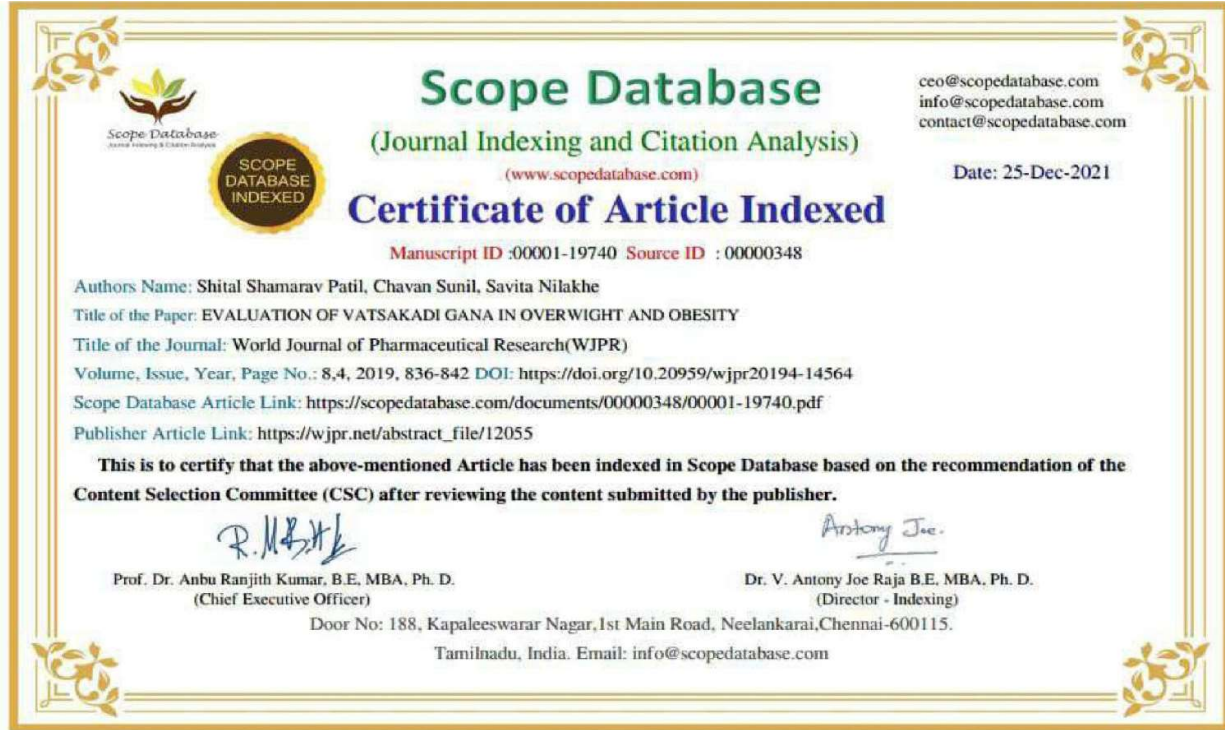 Scope Database
Journal Indexing & Citation Analysis
SCOPE
DATABASE
INDEXED
Scope Database
(Journal Indexing and Citation Analysis)
(www.scopedatabase.com)
ceo@scopedatabase.com
info@scopedatabase.com
contact@scopedatabase.com
Date: 25-Dec-2021
Certificate of Article Indexed
Manuscript ID :00001-19740 Source ID : 00000348
Authors Name: Shital Shamarav Patil, Chavan Sunil, Savita Nilakhe
Title of the Paper: EVALUATION OF VATSAKADI GANA IN OVERWIGHT AND OBESITY
Title of the Journal: World Journal of Pharmaceutical Research(WJPR)
Volume, Issue, Year, Page No.: 8,4, 2019, 836-842 DOI: https://doi.org/10.20959/wjpr20194-14564
Scope Database Article Link: https://scopedatabase.com/documents/00000348/00001-19740.pdf
Publisher Article Link: https://wjpr.net/abstract_file/12055
This is to certify that the above-mentioned Article has been indexed in Scope Database based on the recommendation of the
Content Selection Committee (CSC) after reviewing the content submitted by the publisher.
Antony Joe.
Prof. Dr. Anbu Ranjith Kumar, B.E, MBA, Ph. D.
(Chief Executive Officer)
Dr. V. Antony Joe Raja B.E, MBA, Ph. D.
(Director - Indexing)
Door No: 188, Kapaleeswarar Nagar,1st Main Road, Neelankarai,Chennai-600115.
Tamilnadu, India. Email: info@scopedatabase.com